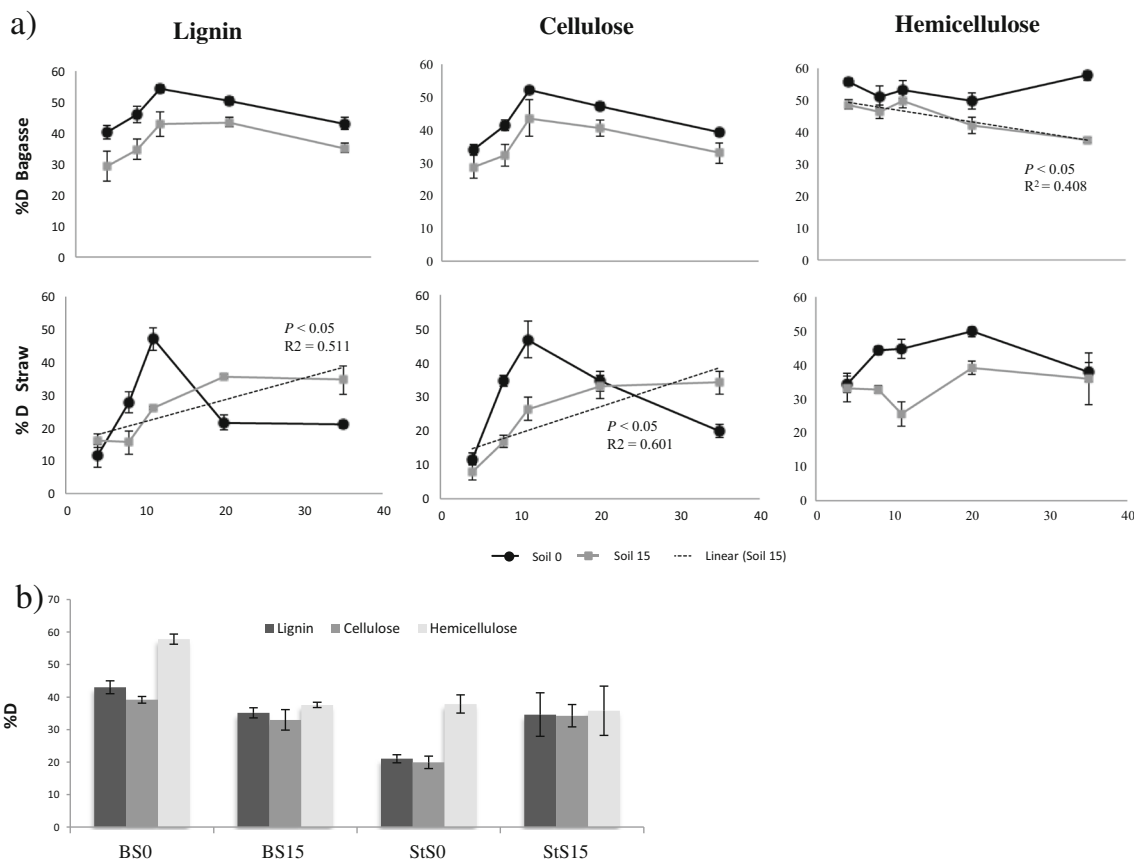 a)
Lignin
Cellulose
Hemicellulose
%D Bagasse
60
50
40
30
20
10
0
60
50
40
30
20
10
0
60
50
40
30
20
10
0
P < 0.05
R² = 0.408
% D Straw
60
50
40
30
20
10
0
P < 0.05
R2 = 0.511
0 10 20 30 40
60
50
40
30
20
10
0
P < 0.05
R2 = 0.601
0 10 20 30 40
60
50
40
30
20
10
0
0 10 20 30 40
Soil 0 Soil 15 Linear (Soil 15)
b)
%D
70
60
50
40
30
20
10
0
Lignin Cellulose Hemicellulose
BS0 BS15 StS0 StS15